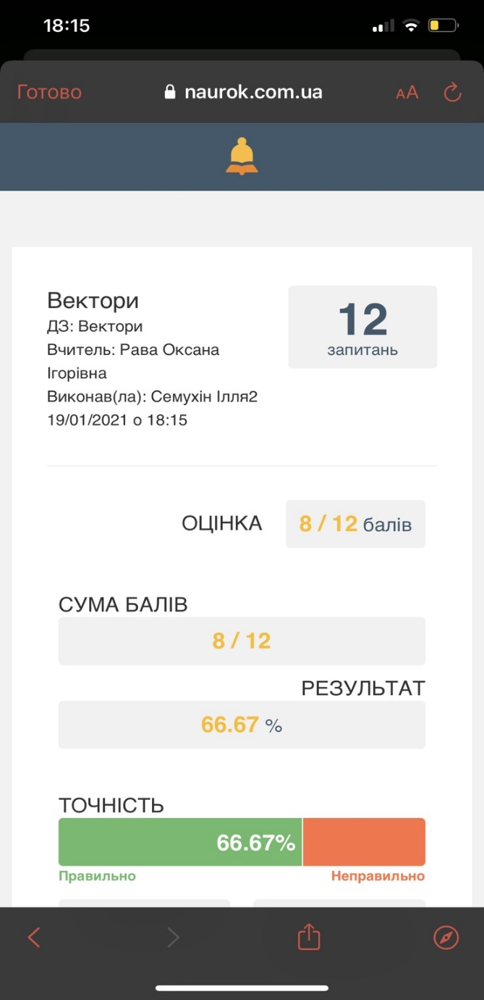 18:15
Готово
naurok.com.ua
АА
Вектори
ДЗ: Вектори
Вчитель: Рава Оксана
Ігорівна
Виконав(ла): Семухін Ілля2
19/01/2021 о 18:15
12
запитань
ОЦІНКА
8 / 12 балів
СУМА БАЛІВ
8 / 12
РЕЗУЛЬТАТ
66.67 %
ТОЧНІСТЬ
66.67%
Правильно
Неправильно